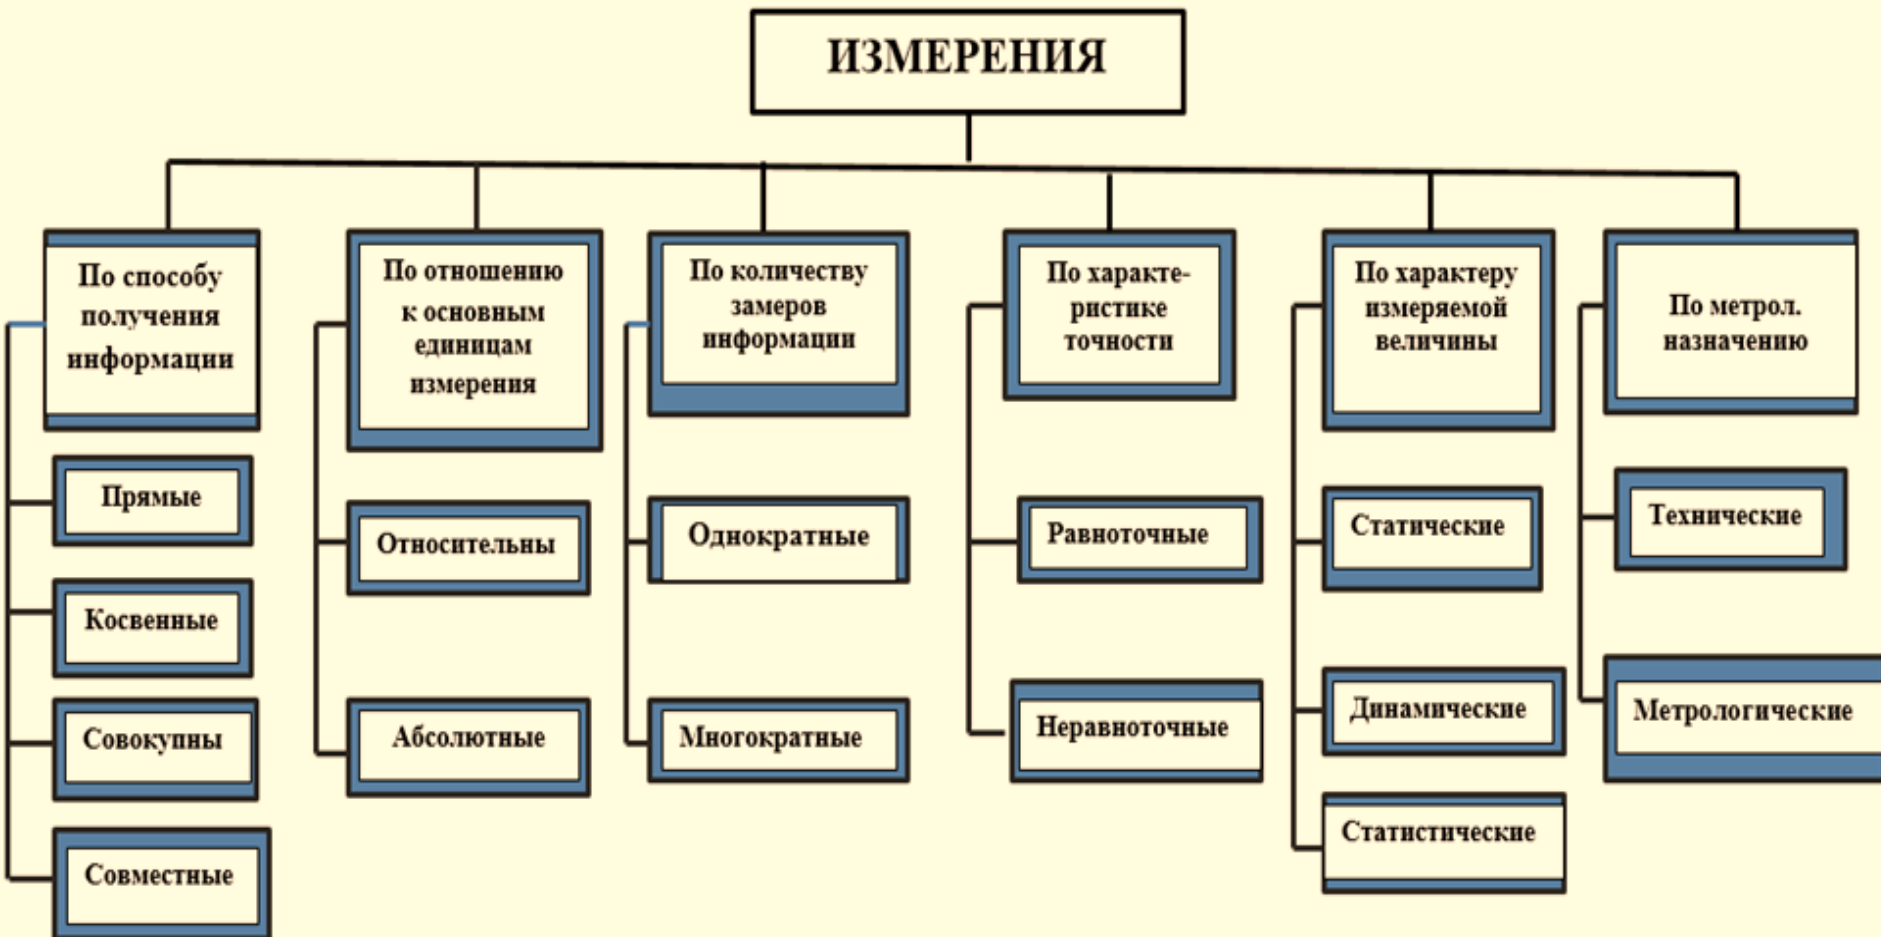 ИЗМЕРЕНИЯ
По способу
получения
информации
Прямые
Косвенные
Совокупны
Совместные
По отношению
к основным
единицам
измерения
Относительны
Абсолютные
По количеству
замеров
информации
Однократные
Многократные
По характе-
ристике
точности
Равноточные
Неравноточные
По характеру
измеряемой
величины
Статические
Динамические
Статистические
По метрол.
назначению
Технические
Метрологические